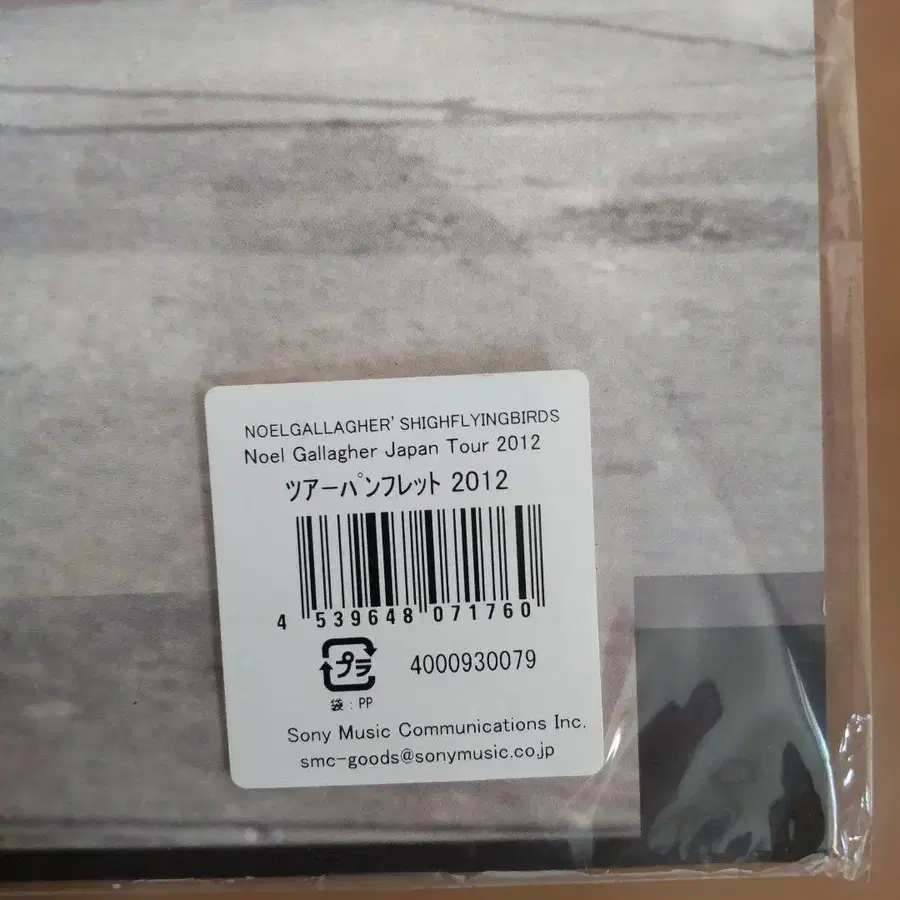 NOELGALLAGHER'SHIGHFLYINGBIRDS
Noel Gallagher Japan Tour 2012
ツアーパンフレット 2012
4 539648 071760
プラ 4000930079
袋 : PP
Sony Music Communications Inc.
smc-goods@sonymusic.co.jp